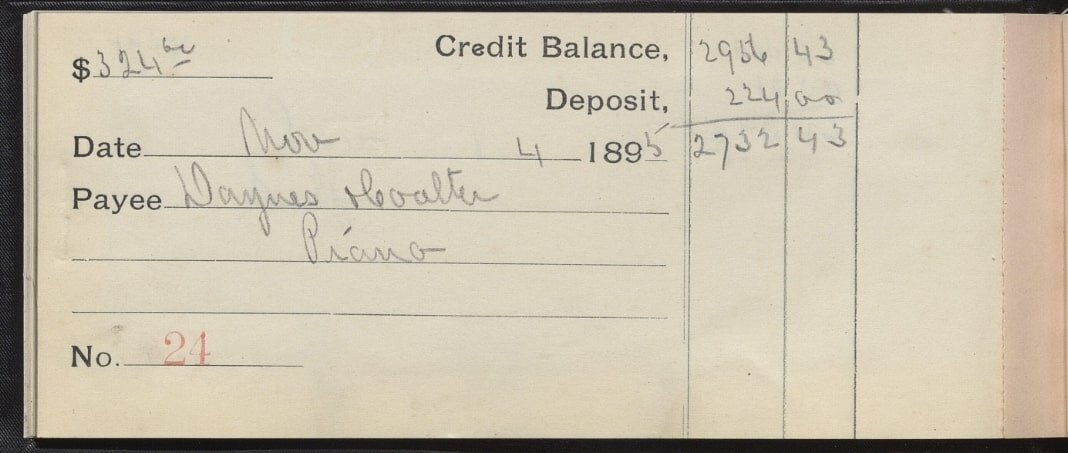 $324 00 Credit Balance, 2956 43
Deposit, 224 00
Date Nov 4 1895 2732 43
Payee Daynes & Coalter
Piano
No. 24